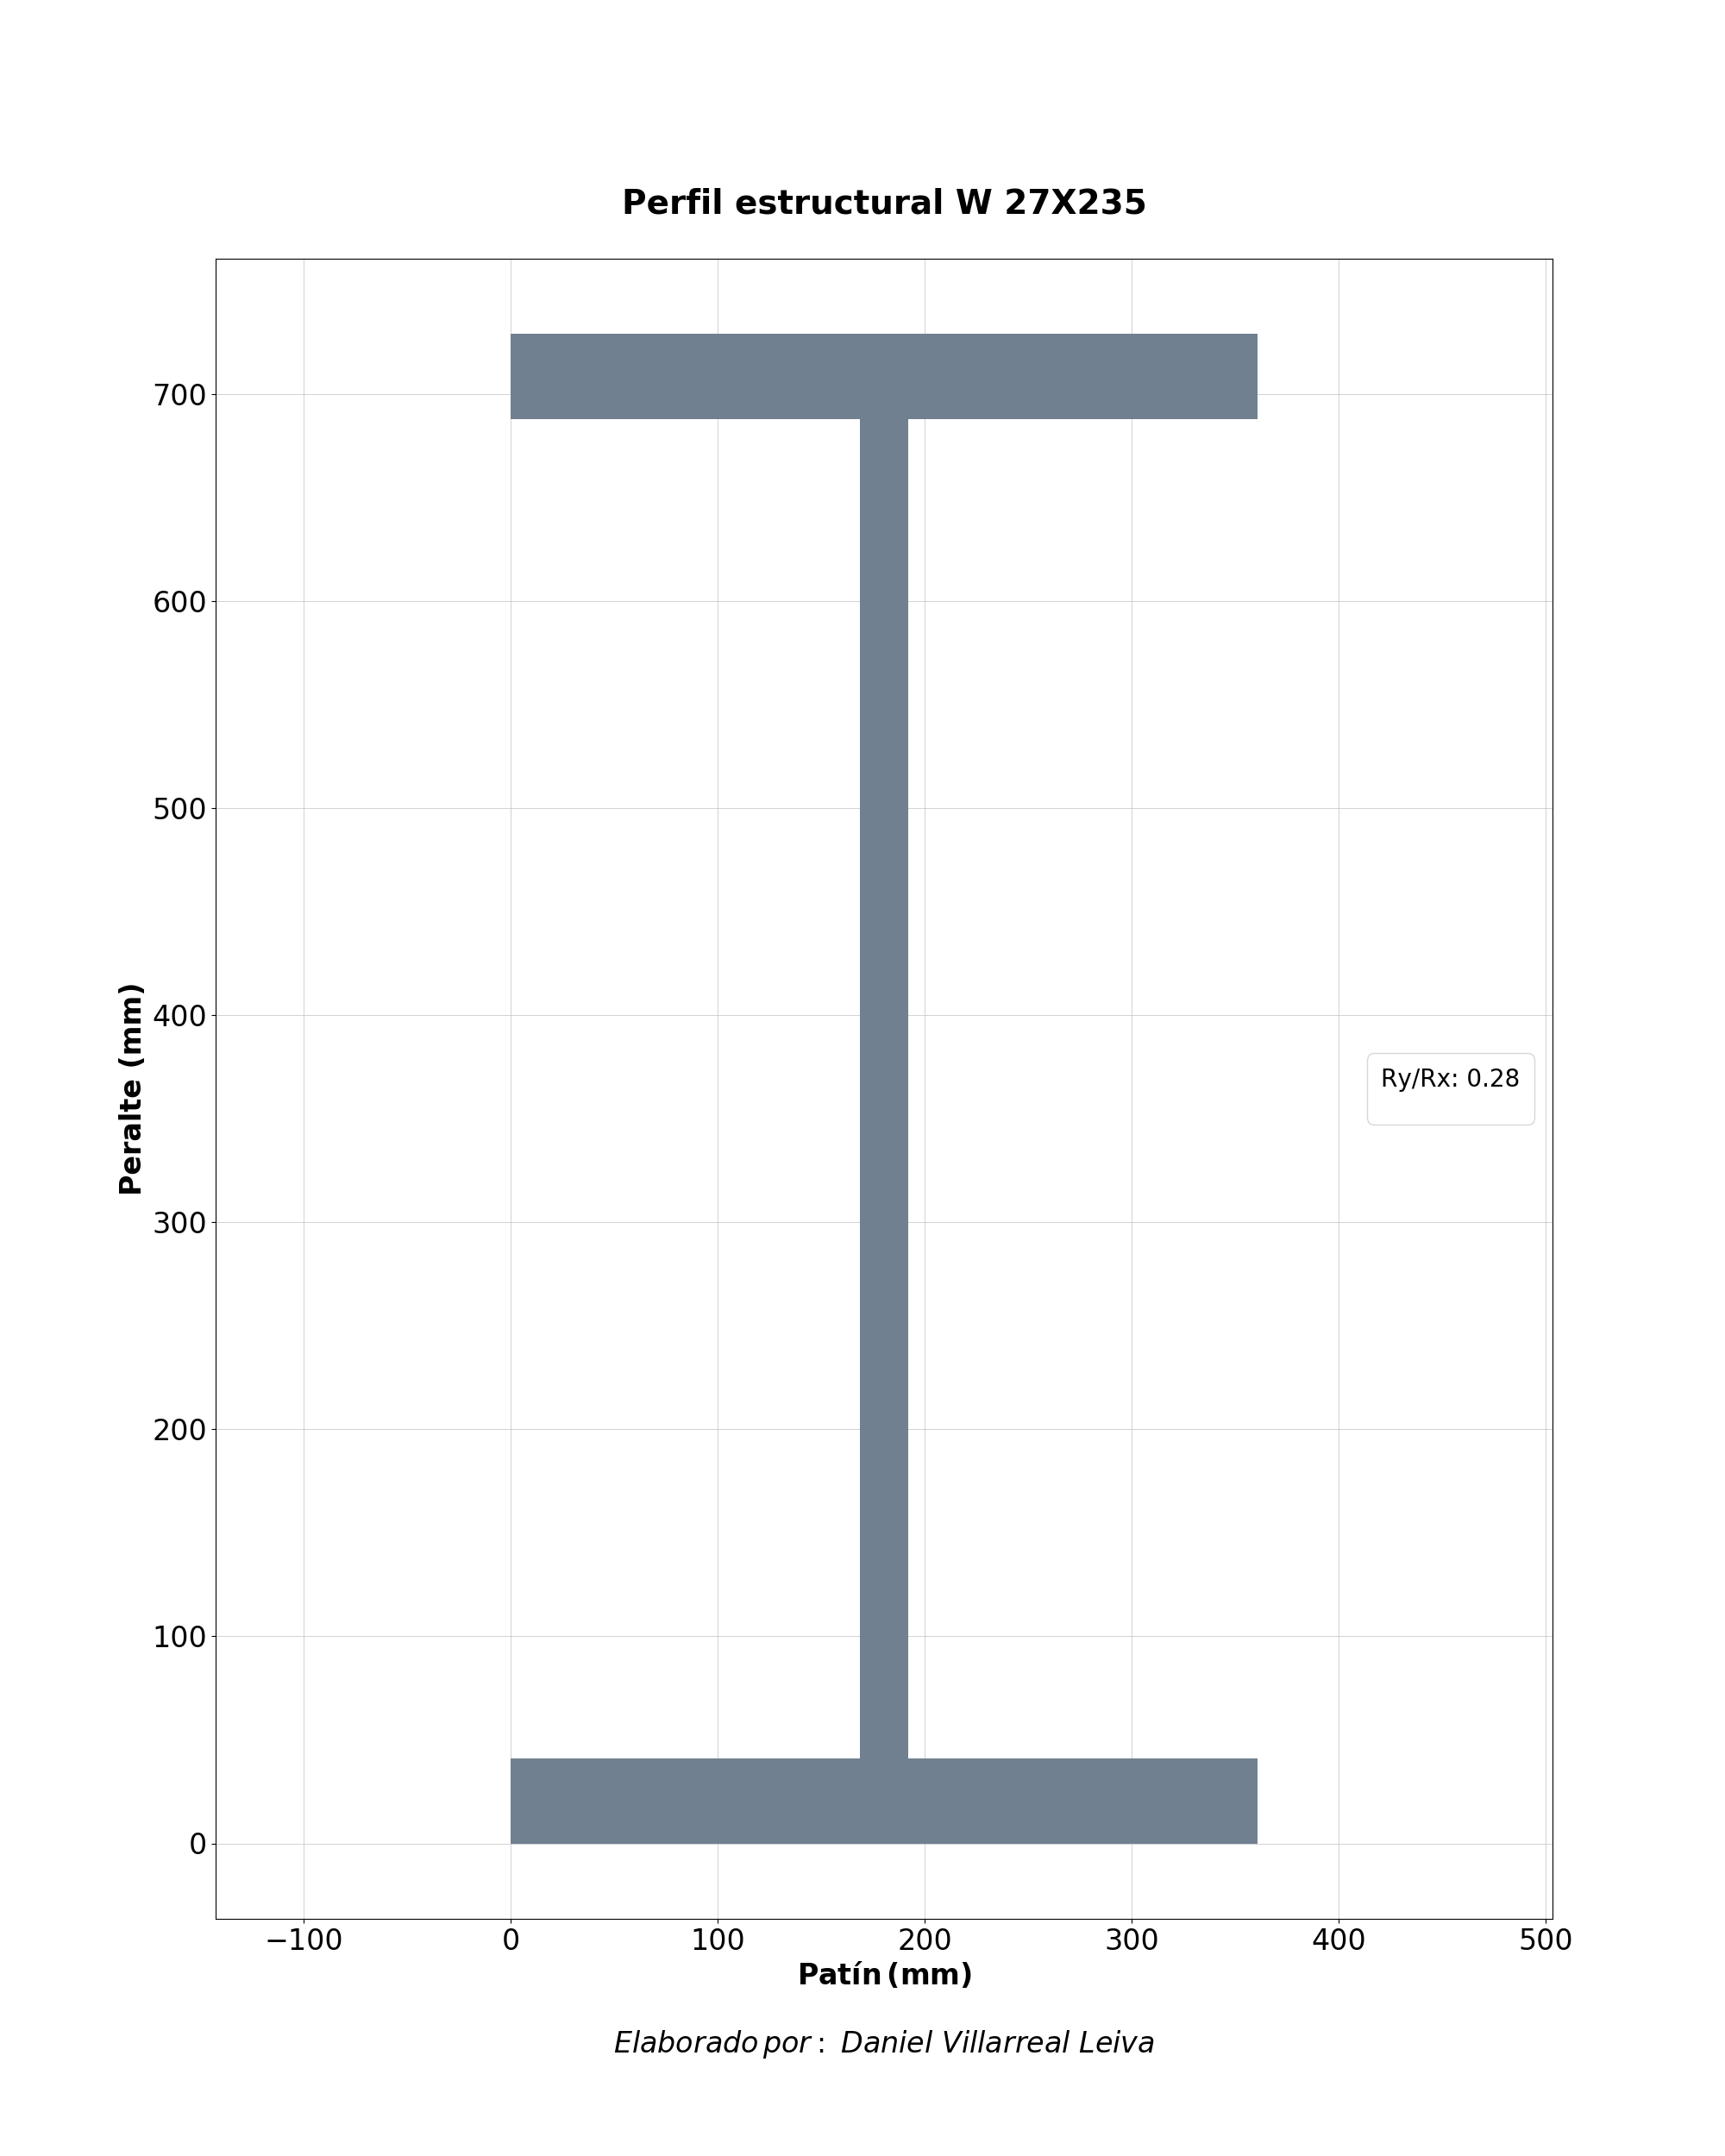 Perfil estructural W 27X235
Peralte (mm)
700
600
500
400
300
200
100
0
Ry/Rx: 0.28
−100 0 100 200 300 400 500
Patín (mm)
Elaborado por: Daniel Villarreal Leiva